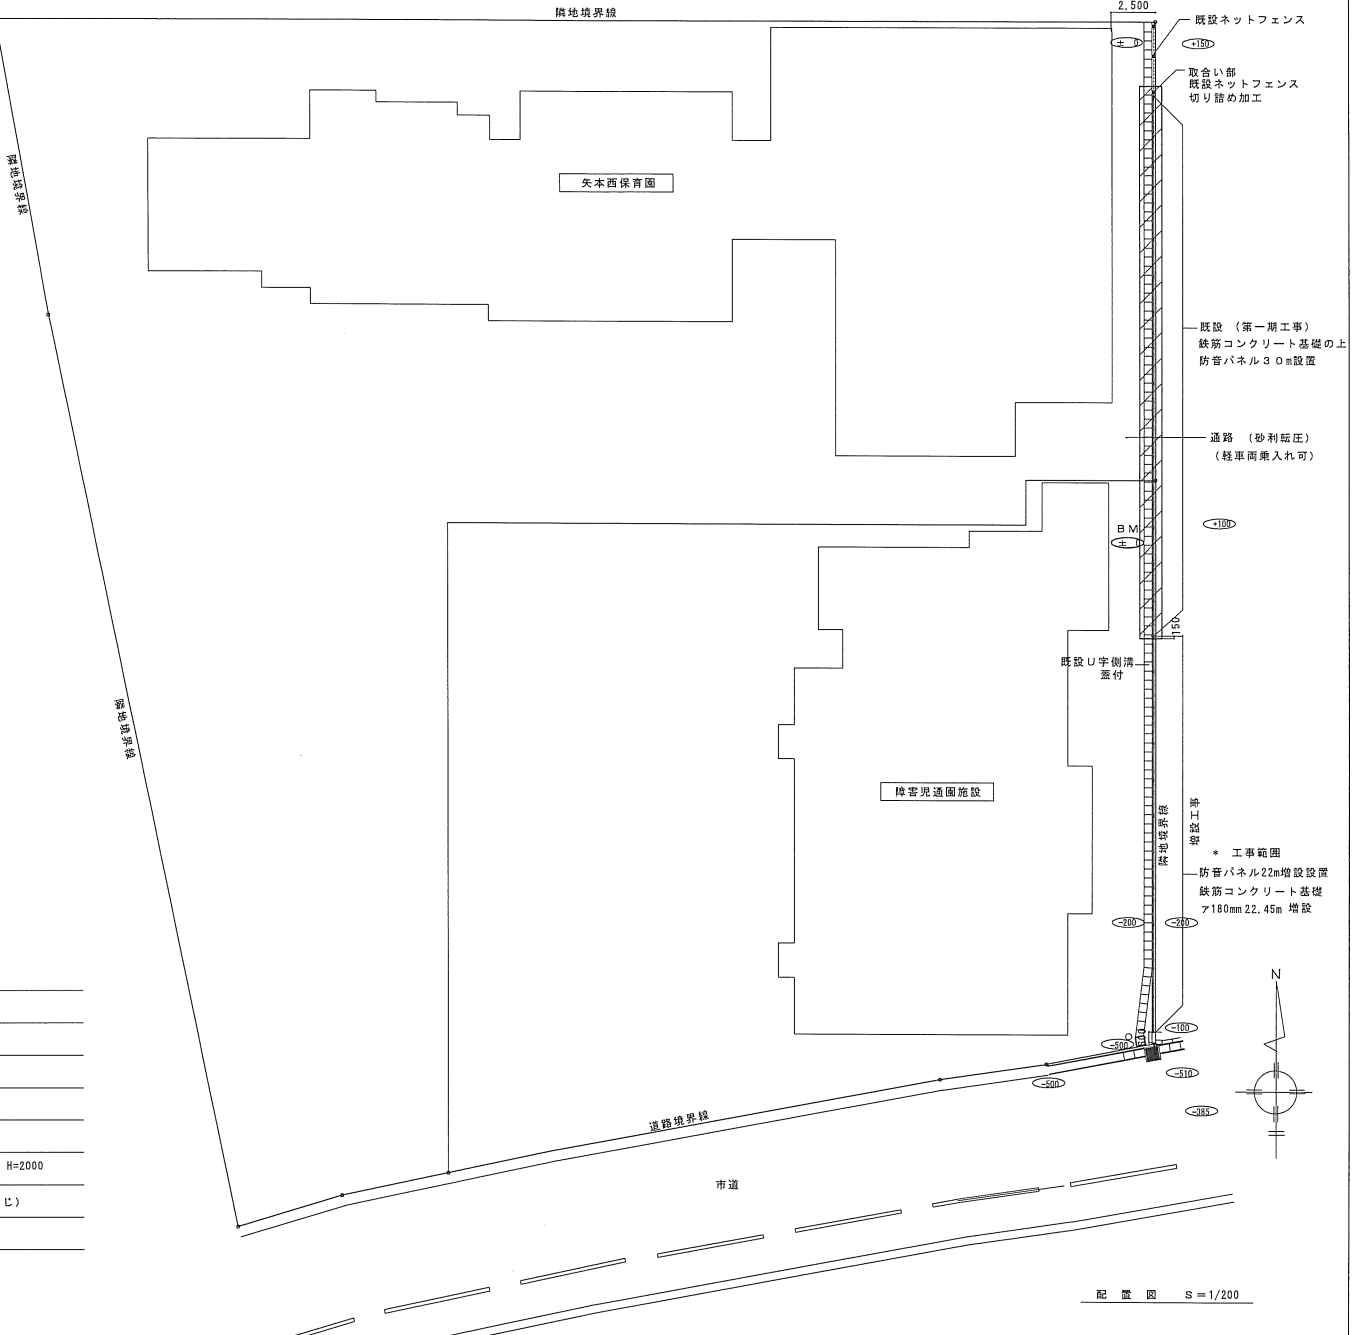 隣地境界線
2,500
既設ネットフェンス
± 0
+150
取合い部
既設ネットフェンス
切り詰め加工
隣地境界線
矢本西保育園
既設 (第一期工事)
鉄筋コンクリート基礎の上
防音パネル30m設置
通路 (砂利転圧)
(軽車両乗入れ可)
+100
BM
± 0
150
既設U字側溝
蓋付
隣地境界線
障害児通園施設
隣地境界線
増設工事
* 工事範囲
防音パネル22m増設設置
鉄筋コンクリート基礎
ア180mm 22.45m 増設
-200
-200
N
-100
-500
-510
-500
-385
道路境界線
H=2000
じ)
市道
配 置 図 S=1/200